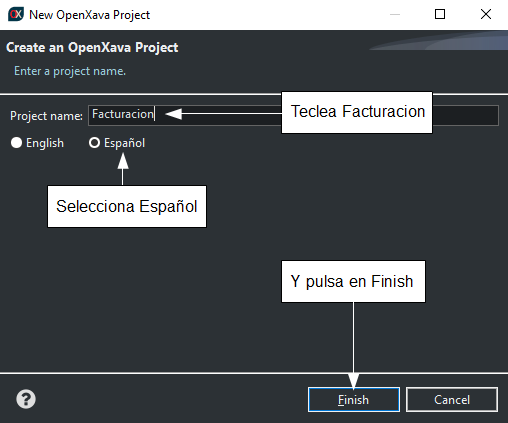 New OpenXava Project
Create an OpenXava Project
Enter a project name.
Project name: Facturacion
Teclea Facturacion
English Español
Selecciona Español
Y pulsa en Finish
? Finish Cancel